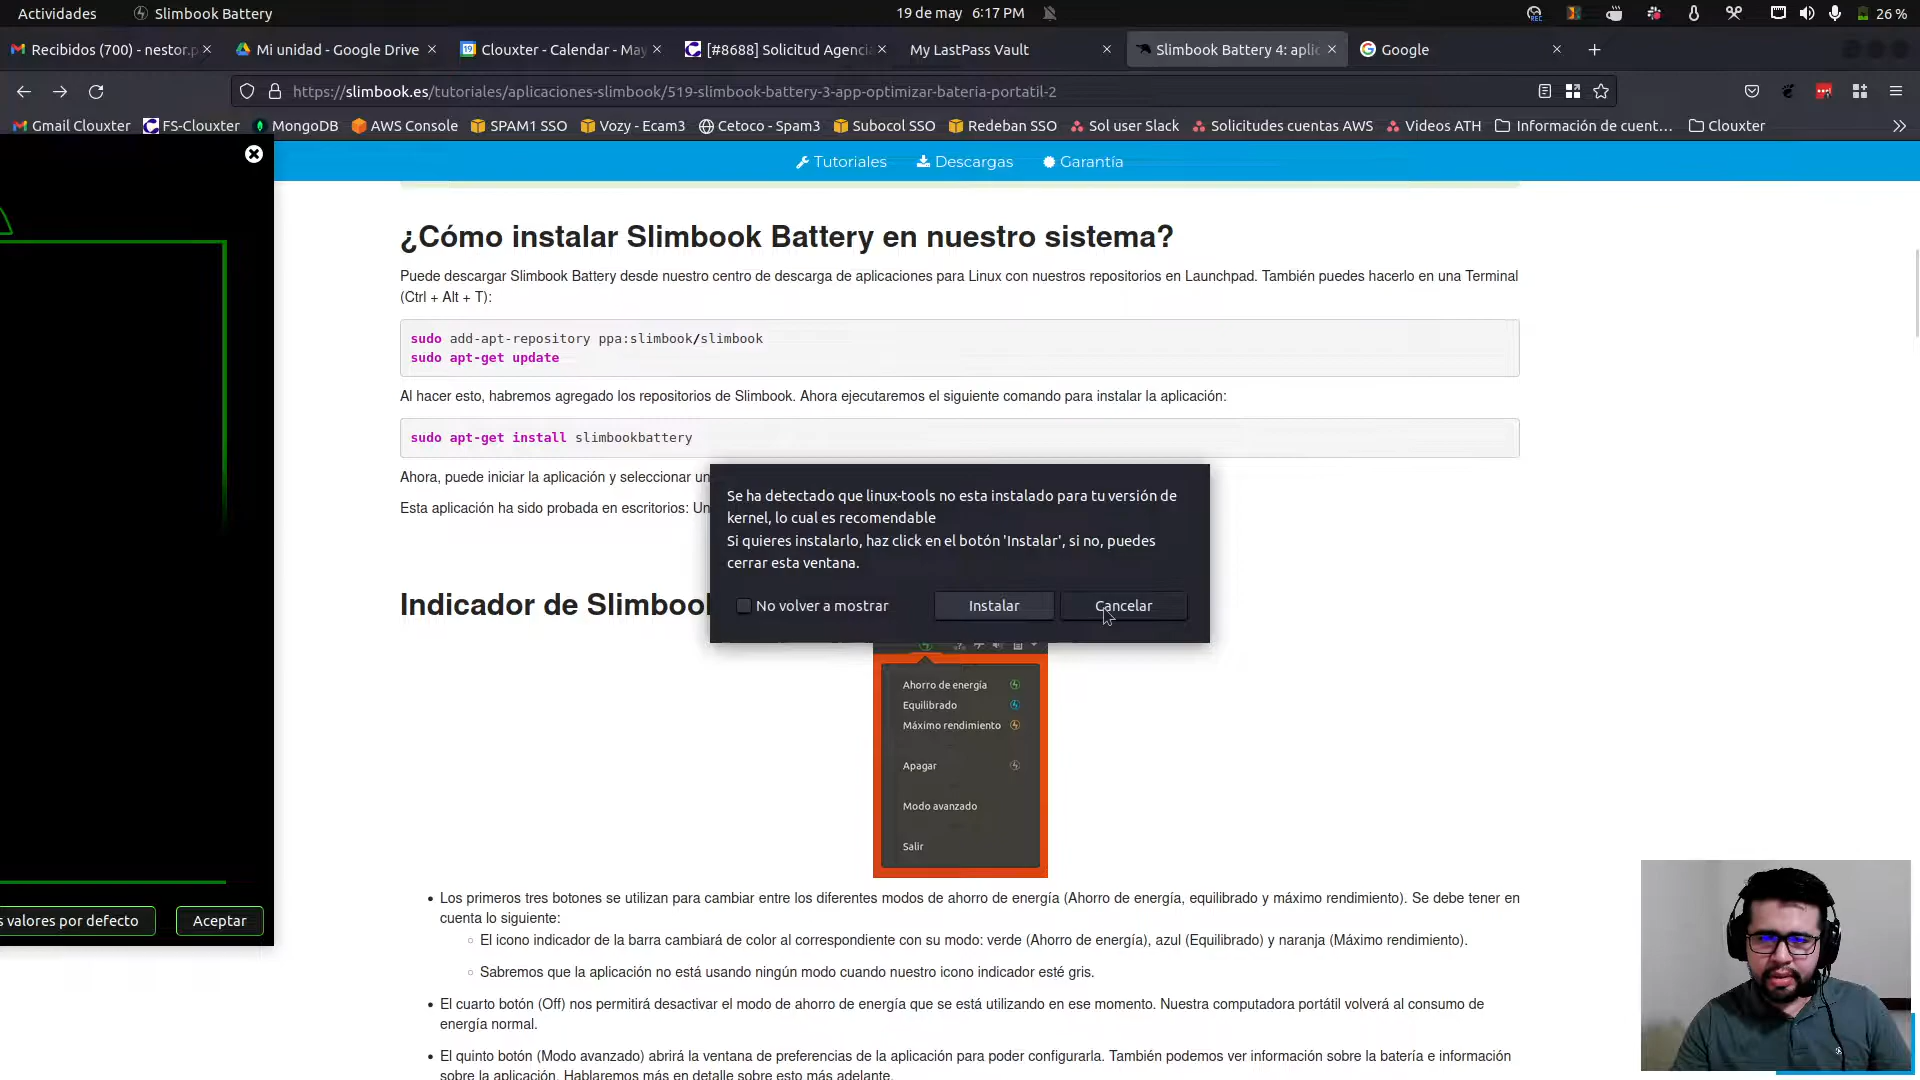 Actividades
Slimbook Battery
19 de may 6:17 PM
REC
26 %
Recibidos (700) - nestor.p
Mi unidad - Google Drive
Clouxter - Calendar - May
[#8688] Solicitud Agenci
My LastPass Vault
Slimbook Battery 4: aplic
Google
https://slimbook.es/tutoriales/aplicaciones-slimbook/519-slimbook-battery-3-app-optimizar-bateria-portatil-2
Gmail Clouxter
FS-Clouxter
MongoDB
AWS Console
SPAM1 SSO
Vozy - Ecam3
Cetoco - Spam3
Subocol SSO
Redeban SSO
Sol user Slack
Solicitudes cuentas AWS
Videos ATH
Información de cuent…
Clouxter
Tutoriales
Descargas
Garantía
¿Cómo instalar Slimbook Battery en nuestro sistema?
Puede descargar Slimbook Battery desde nuestro centro de descarga de aplicaciones para Linux con nuestros repositorios en Launchpad. También puedes hacerlo en una Terminal
(Ctrl + Alt + T):
sudo add-apt-repository ppa:slimbook/slimbook
sudo apt-get update
Al hacer esto, habremos agregado los repositorios de Slimbook. Ahora ejecutaremos el siguiente comando para instalar la aplicación:
sudo apt-get install slimbookbattery
Ahora, puede iniciar la aplicación y seleccionar un
Esta aplicación ha sido probada en escritorios: Un
Se ha detectado que linux-tools no esta instalado para tu versión de
kernel, lo cual es recomendable
Si quieres instalarlo, haz click en el botón 'Instalar', si no, puedes
cerrar esta ventana.
No volver a mostrar
Instalar
Cancelar
Indicador de Slimbook
Ahorro de energía
Equilibrado
Máximo rendimiento
Apagar
Modo avanzado
Salir
Los primeros tres botones se utilizan para cambiar entre los diferentes modos de ahorro de energía (Ahorro de energía, equilibrado y máximo rendimiento). Se debe tener en
cuenta lo siguiente:
El icono indicador de la barra cambiará de color al correspondiente con su modo: verde (Ahorro de energía), azul (Equilibrado) y naranja (Máximo rendimiento).
Sabremos que la aplicación no está usando ningún modo cuando nuestro icono indicador esté gris.
El cuarto botón (Off) nos permitirá desactivar el modo de ahorro de energía que se está utilizando en ese momento. Nuestra computadora portátil volverá al consumo de
energía normal.
El quinto botón (Modo avanzado) abrirá la ventana de preferencias de la aplicación para poder configurarla. También podemos ver información sobre la batería e información
sobre la aplicación. Hablaremos más en detalle sobre esto más adelante.
s valores por defecto
Aceptar